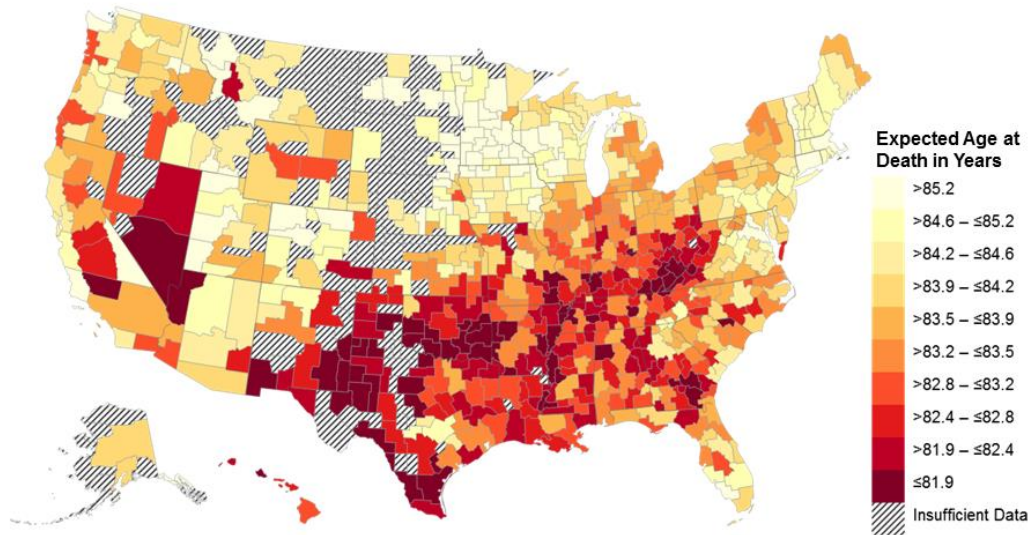 Expected Age at
Death in Years
>85.2
>84.6 – ≤85.2
>84.2 – ≤84.6
>83.9 – ≤84.2
>83.5 – ≤83.9
>83.2 – ≤83.5
>82.8 – ≤83.2
>82.4 – ≤82.8
>81.9 – ≤82.4
≤81.9
Insufficient Data